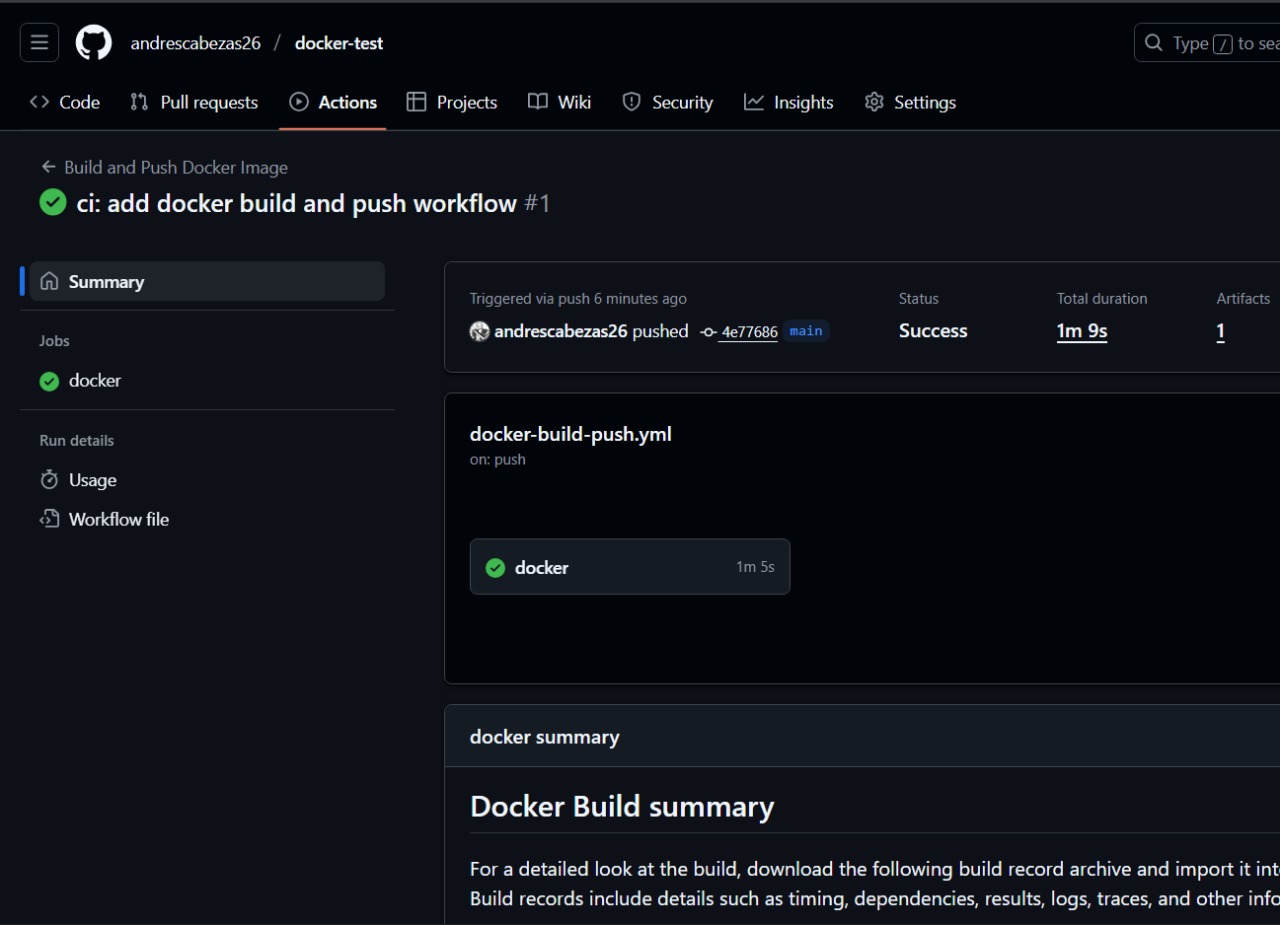 andrescabezas26 / docker-test
Type / to sea
Code Pull requests Actions Projects Wiki Security Insights Settings
← Build and Push Docker Image
ci: add docker build and push workflow #1
Summary
Jobs
docker
Run details
Usage
Workflow file
Triggered via push 6 minutes ago
andrescabezas26 pushed 4e77686 main
Status
Success
Total duration
1m 9s
Artifacts
1
docker-build-push.yml
on: push
docker 1m 5s
docker summary
Docker Build summary
For a detailed look at the build, download the following build record archive and import it int
Build records include details such as timing, dependencies, results, logs, traces, and other info